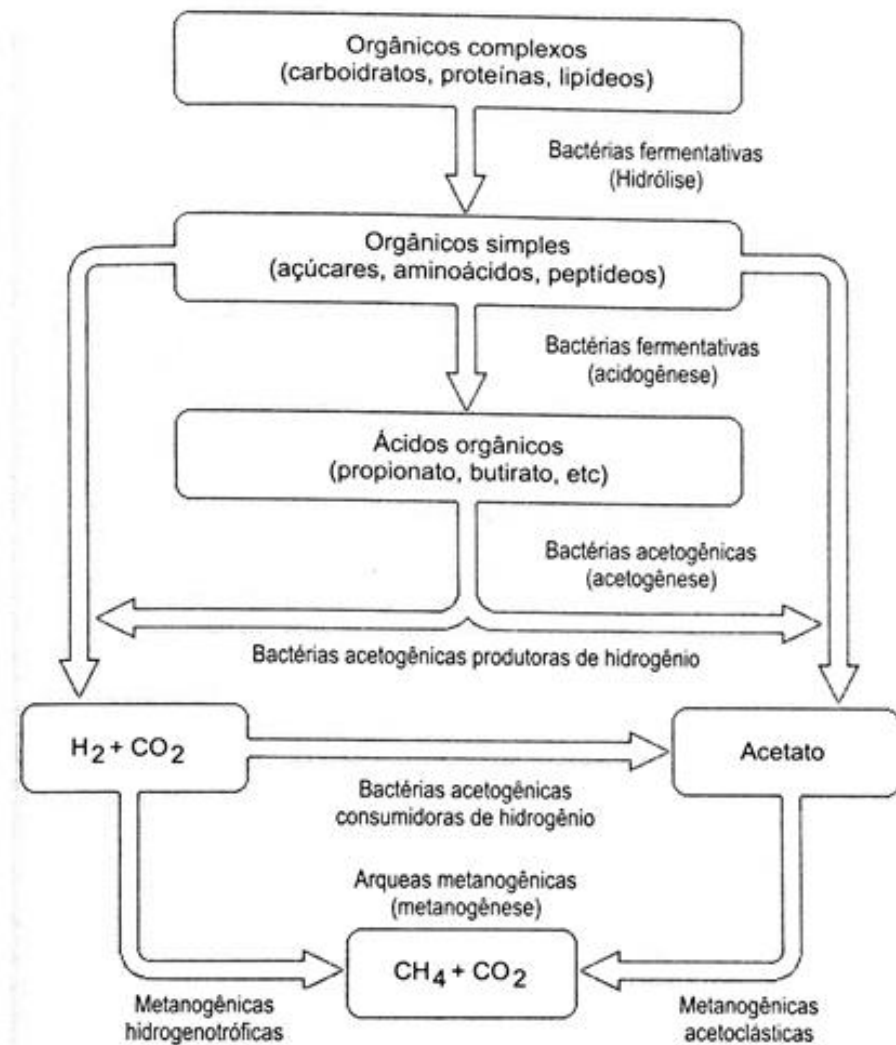 Orgânicos complexos
(carboidratos, proteínas, lipídeos)
Bactérias fermentativas
(Hidrólise)
Orgânicos simples
(açúcares, aminoácidos, peptídeos)
Bactérias fermentativas
(acidogênese)
Ácidos orgânicos
(propionato, butirato, etc)
Bactérias acetogênicas
(acetogênese)
Bactérias acetogênicas produtoras de hidrogênio
H₂ + CO₂
Acetato
Bactérias acetogênicas
consumidoras de hidrogênio
Arqueas metanogênicas
(metanogênese)
CH₄ + CO₂
Metanogênicas
hidrogenotróficas
Metanogênicas
acetoclásticas